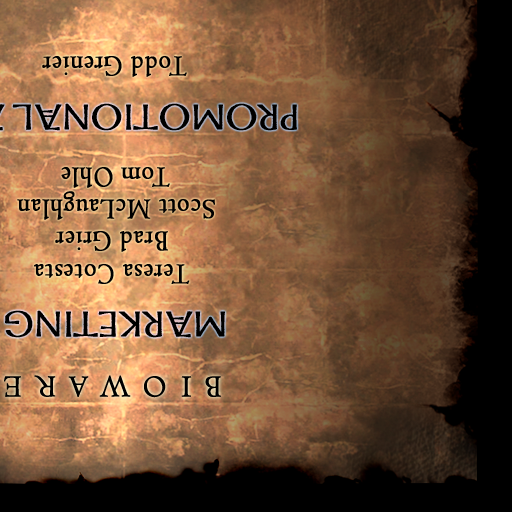 BIOWARE
MARKETING
Teresa Cotesta
Brad Grier
Scott McLaughlan
Tom Ohle
PROMOTIONAL
Todd Grenier